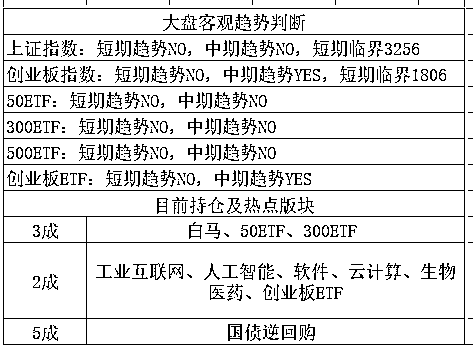 大盘客观趋势判断
上证指数：短期趋势NO，中期趋势NO，短期临界3256
创业板指数：短期趋势NO，中期趋势YES，短期临界1806
50ETF：短期趋势NO，中期趋势NO
300ETF：短期趋势NO，中期趋势NO
500ETF：短期趋势NO，中期趋势NO
创业板ETF：短期趋势NO，中期趋势YES
目前持仓及热点版块
3成 白马、50ETF、300ETF
2成 工业互联网、人工智能、软件、云计算、生物
医药、创业板ETF
5成 国债逆回购